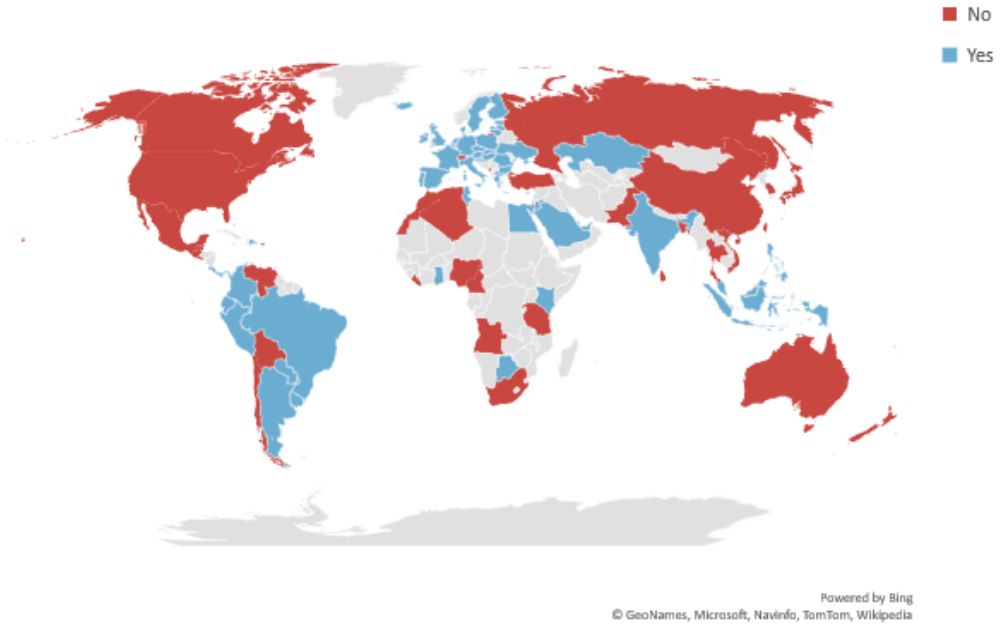 No
Yes
Powered by Bing
© GeoNames, Microsoft, Navinfo, TomTom, Wikipedia